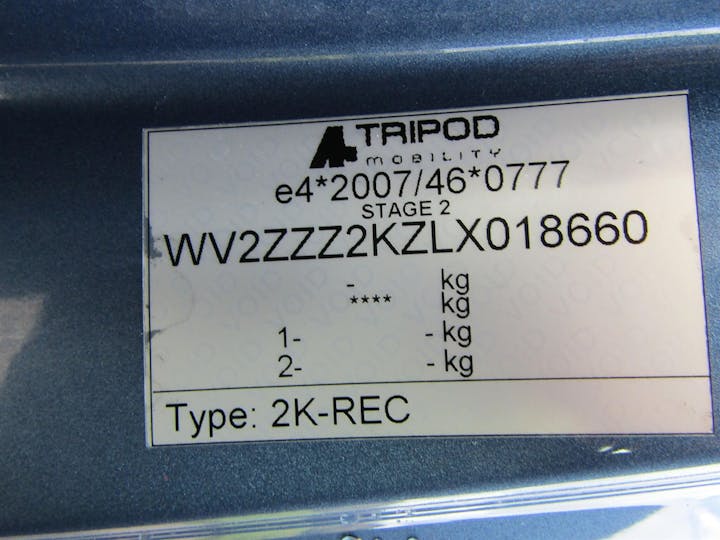 TRIPOD
MOBILITY
e4*2007/46*0777
STAGE 2
WV2ZZZ2KZLX018660
- kg
**** kg
1- - kg
2- - kg
Type: 2K-REC